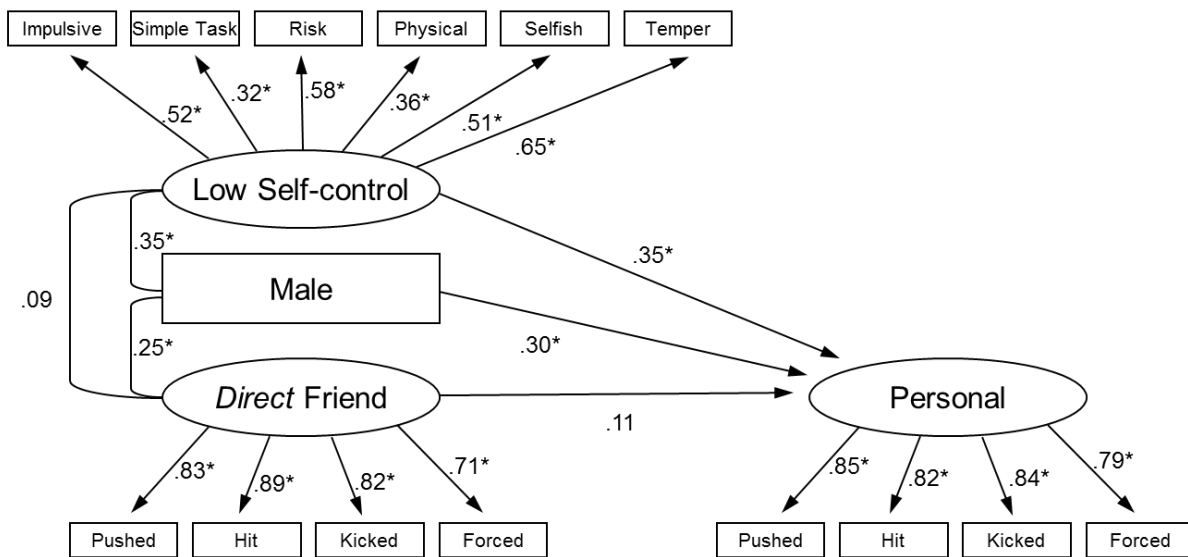 Impulsive
Simple Task
Risk
Physical
Selfish
Temper
.52*
.32*
.58*
.36*
.51*
.65*
Low Self-control
.35*
.35*
Male
.09
.25*
.30*
Direct Friend
.11
Personal
.83*
.89*
.82*
.71*
.85*
.82*
.84*
.79*
Pushed
Hit
Kicked
Forced
Pushed
Hit
Kicked
Forced